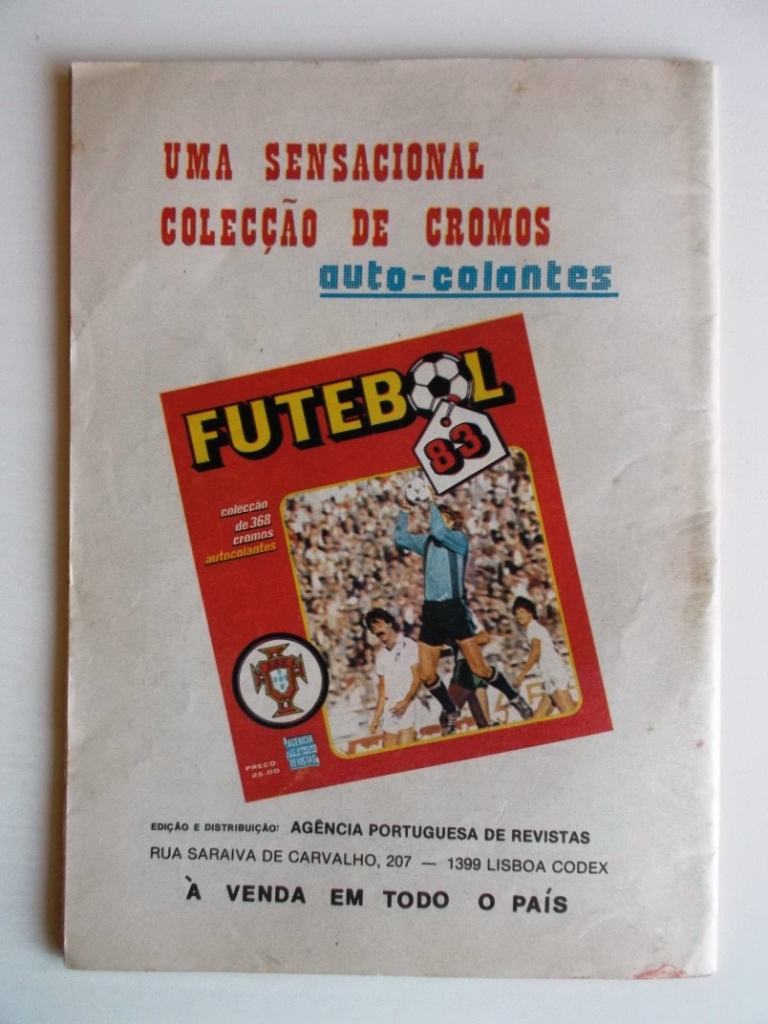 UMA SENSACIONAL
COLECÇÃO DE CROMOS
auto-colantes
FUTEBOL
83
colecção
de 368
cromos
autocolantes
AGENCIA
REVISTAS
PREÇO
25.00
EDIÇÃO E DISTRIBUIÇÃO: AGÊNCIA PORTUGUESA DE REVISTAS
RUA SARAIVA DE CARVALHO, 207 — 1399 LISBOA CODEX
À VENDA EM TODO O PAÍS